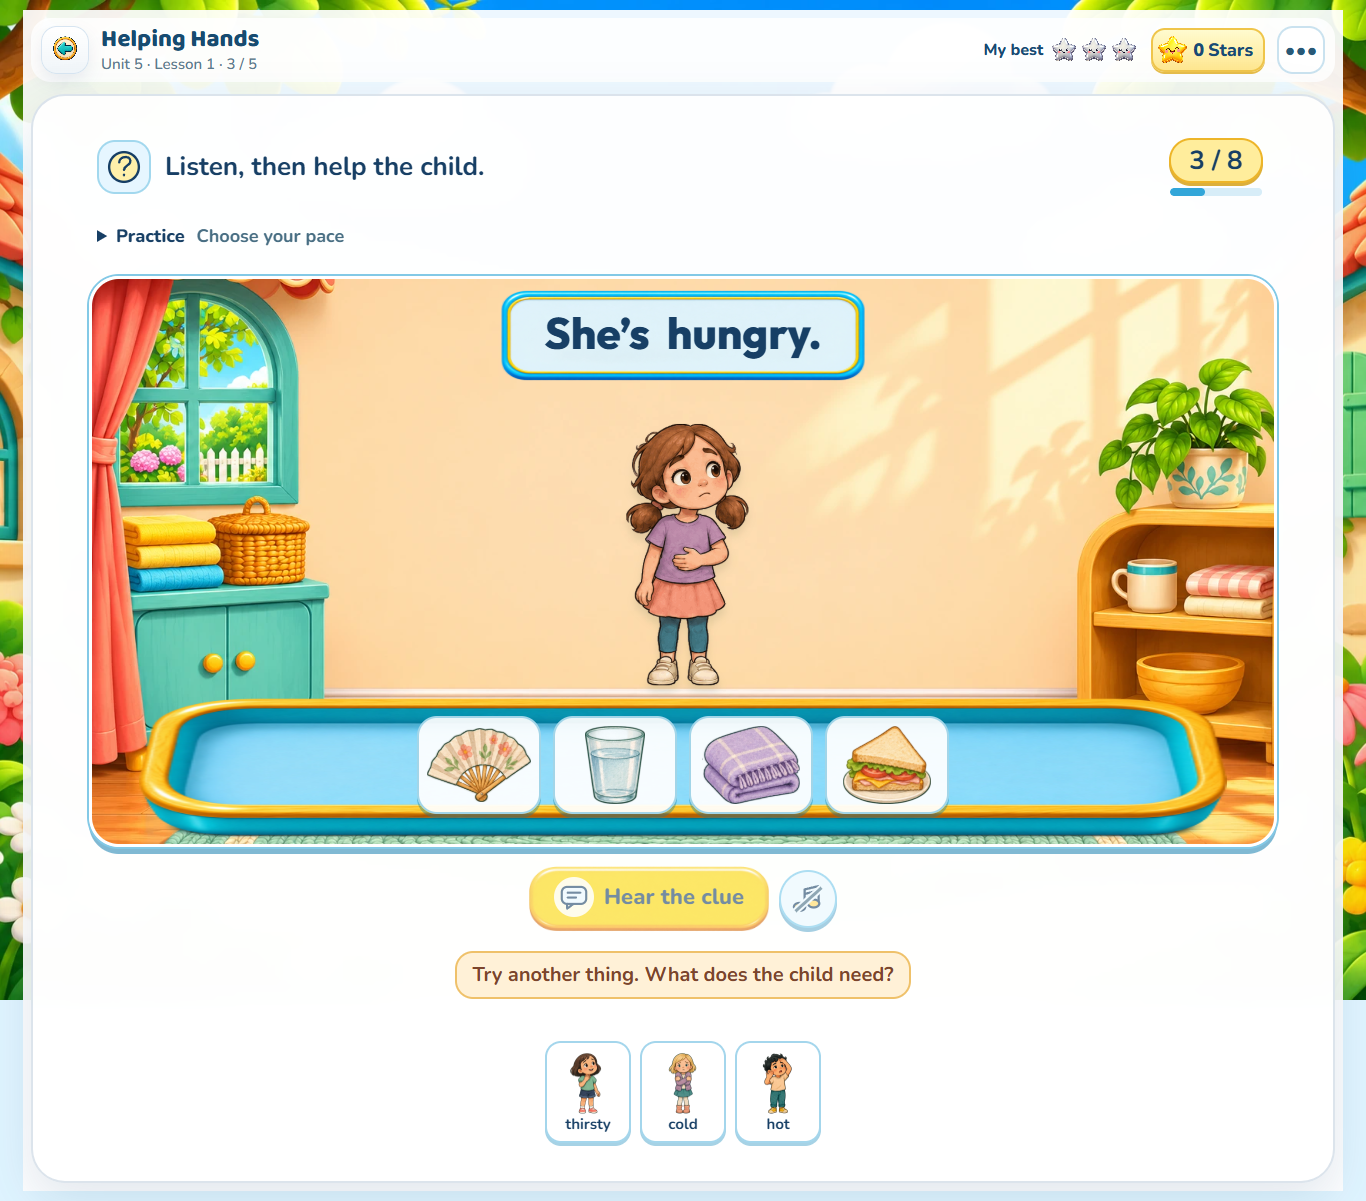 Helping Hands
Unit 5 · Lesson 1 · 3 / 5
My best
0 Stars
Listen, then help the child.
3 / 8
Practice Choose your pace
She's hungry.
Hear the clue
Try another thing. What does the child need?
thirsty
cold
hot